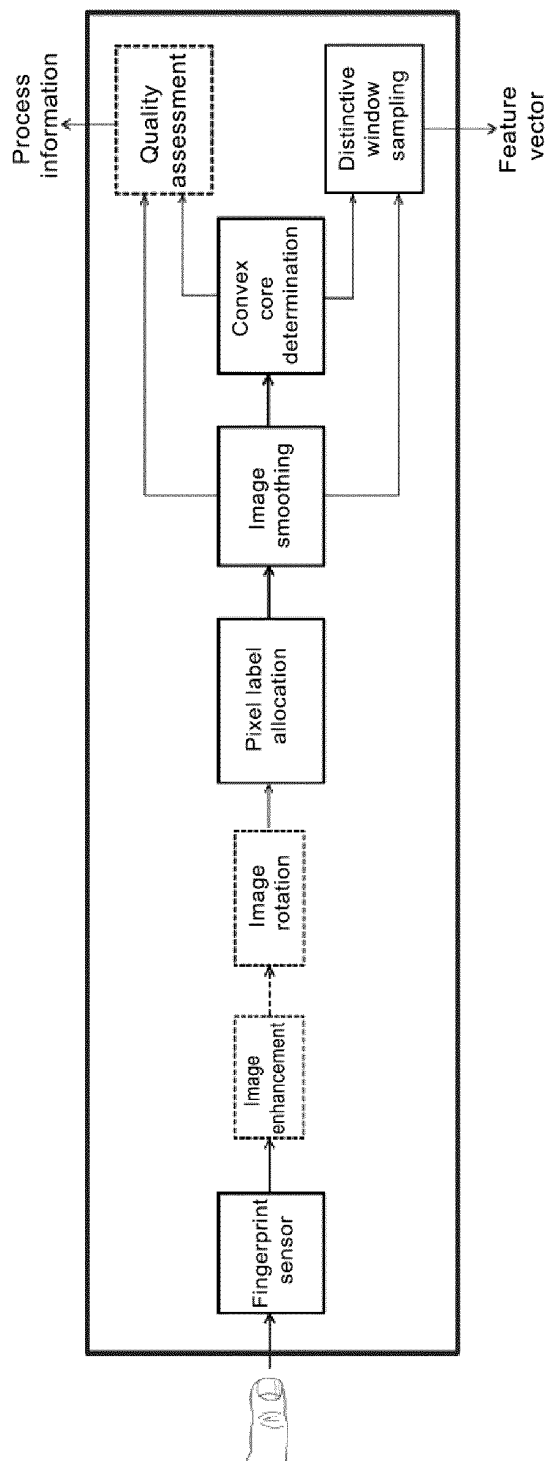 Fingerprint
sensor
Image
enhancement
Image
rotation
Pixel label
allocation
Image
smoothing
Convex
core
determination
Quality
assessment
Distinctive
window
sampling
Process
information
Feature
vector